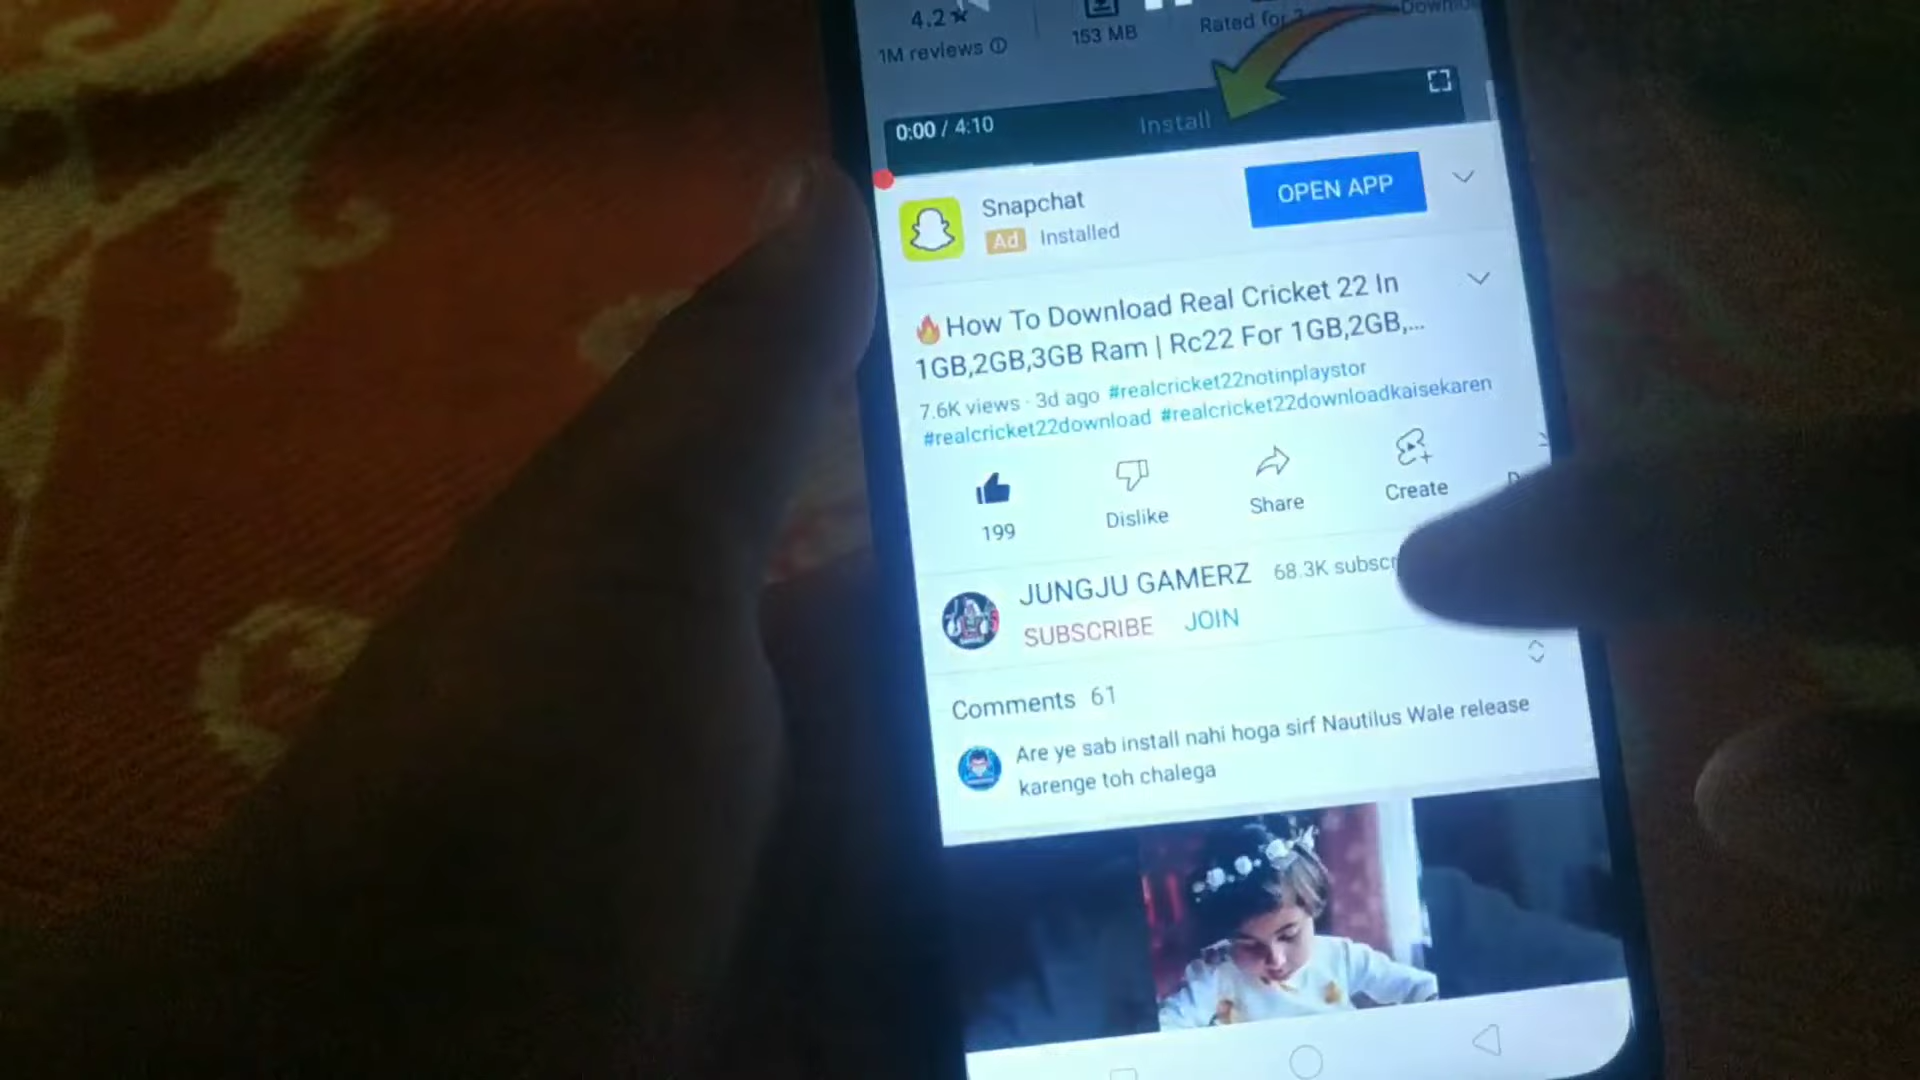 4.2★
1M reviews
153 MB
Rated for
0:00 / 4:10
Install
Snapchat
OPEN APP
Ad Installed
🔥How To Download Real Cricket 22 In
1GB,2GB,3GB Ram | Rc22 For 1GB,2GB,...
7.6K views · 3d ago #realcricket22notinplaystor
#realcricket22download #realcricket22downloadkaisekaren
199
Dislike
Share
Create
JUNGJU GAMERZ 68.3K subscr
SUBSCRIBE JOIN
Comments 61
Are ye sab install nahi hoga sirf Nautilus Wale release
karenge toh chalega